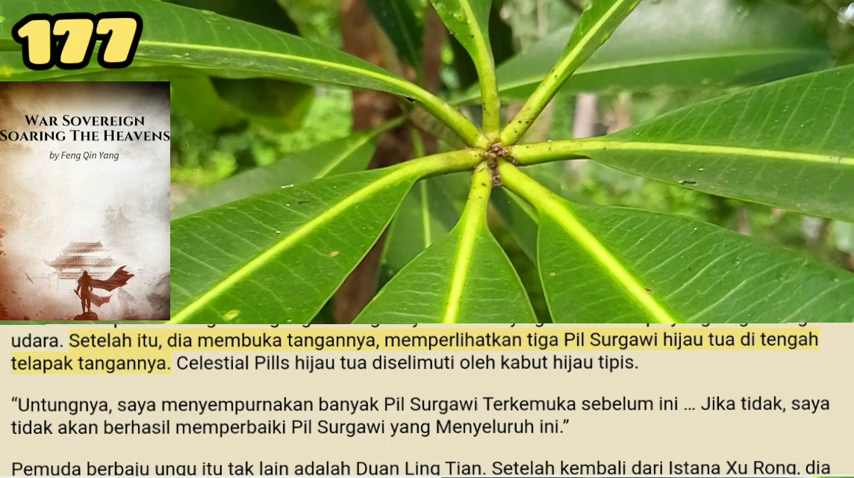 177
WAR SOVEREIGN
SOARING THE HEAVENS
by Feng Qin Yang
udara. Setelah itu, dia membuka tangannya, memperlihatkan tiga Pil Surgawi hijau tua di tengah
telapak tangannya. Celestial Pills hijau tua diselimuti oleh kabut hijau tipis.
“Untungnya, saya menyempurnakan banyak Pil Surgawi Terkemuka sebelum ini ... Jika tidak, saya
tidak akan berhasil memperbaiki Pil Surgawi yang Menyeluruh ini.”
Pemuda berbaju ungu itu tak lain adalah Duan Ling Tian. Setelah kembali dari Istana Xu Rong, dia